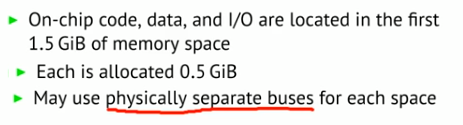 On-chip code, data, and I/O are located in the first
1.5 GiB of memory space
Each is allocated 0.5 GiB
May use physically separate buses for each space